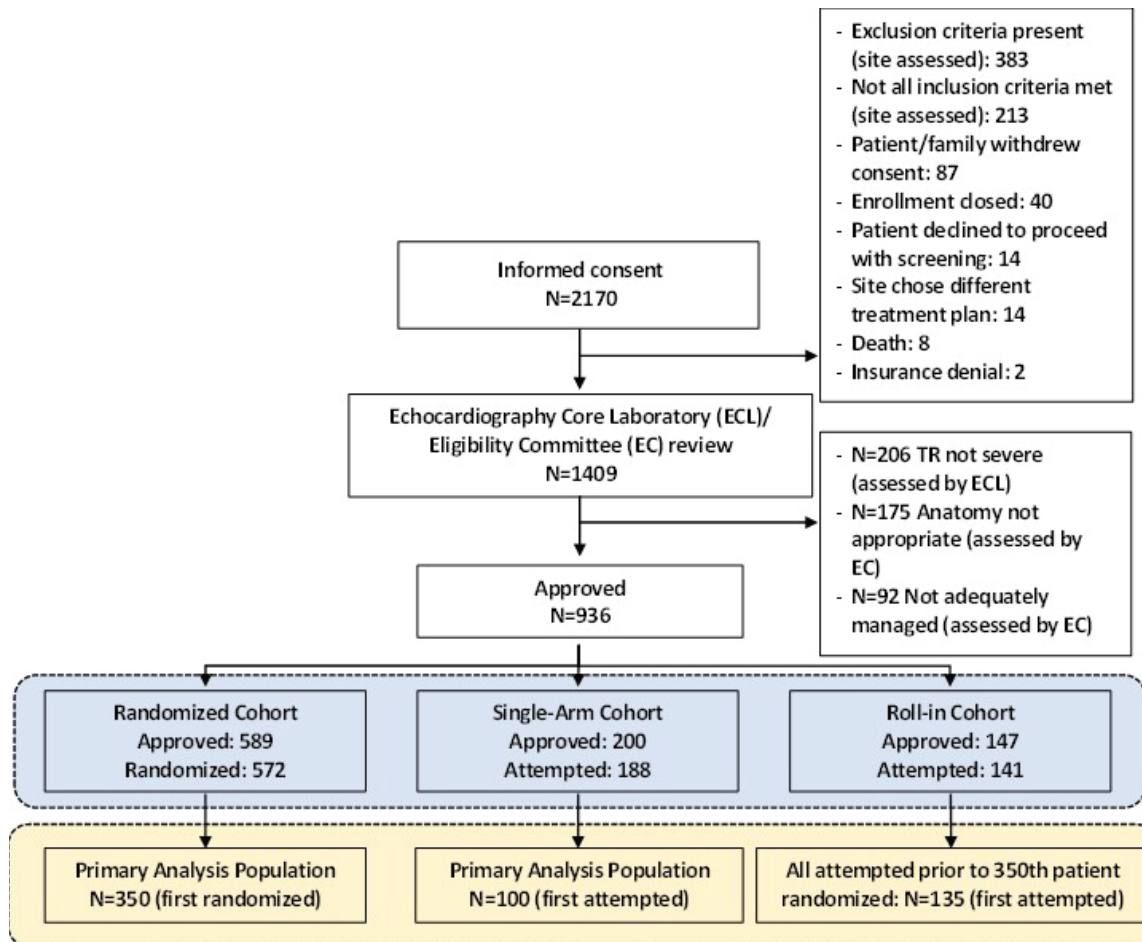 - Exclusion criteria present
(site assessed): 383
- Not all inclusion criteria met
(site assessed): 213
- Patient/family withdrew
consent: 87
- Enrollment closed: 40
- Patient declined to proceed
with screening: 14
- Site chose different
treatment plan: 14
- Death: 8
- Insurance denial: 2
Informed consent
N=2170
Echocardiography Core Laboratory (ECL)/
Eligibility Committee (EC) review
N=1409
- N=206 TR not severe
(assessed by ECL)
- N=175 Anatomy not
appropriate (assessed by
EC)
- N=92 Not adequately
managed (assessed by EC)
Approved
N=936
Randomized Cohort
Approved: 589
Randomized: 572
Single-Arm Cohort
Approved: 200
Attempted: 188
Roll-in Cohort
Approved: 147
Attempted: 141
Primary Analysis Population
N=350 (first randomized)
Primary Analysis Population
N=100 (first attempted)
All attempted prior to 350th patient
randomized: N=135 (first attempted)